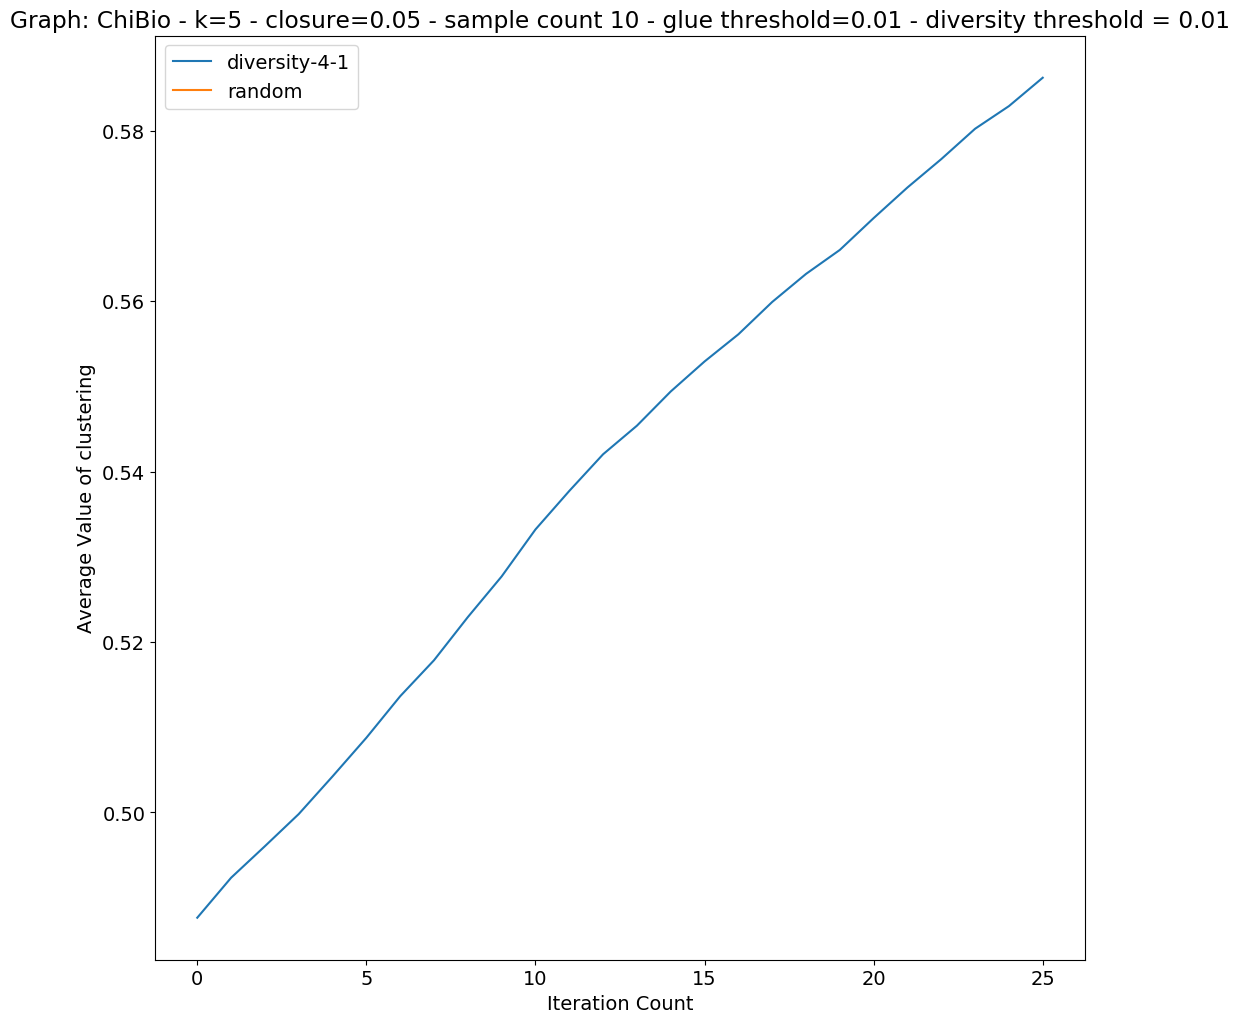 Graph: ChiBio - k=5 - closure=0.05 - sample count 10 - glue threshold=0.01 - diversity threshold = 0.01
diversity-4-1
random
0.58
0.56
0.54
0.52
0.50
Average Value of clustering
0 5 10 15 20 25
Iteration Count